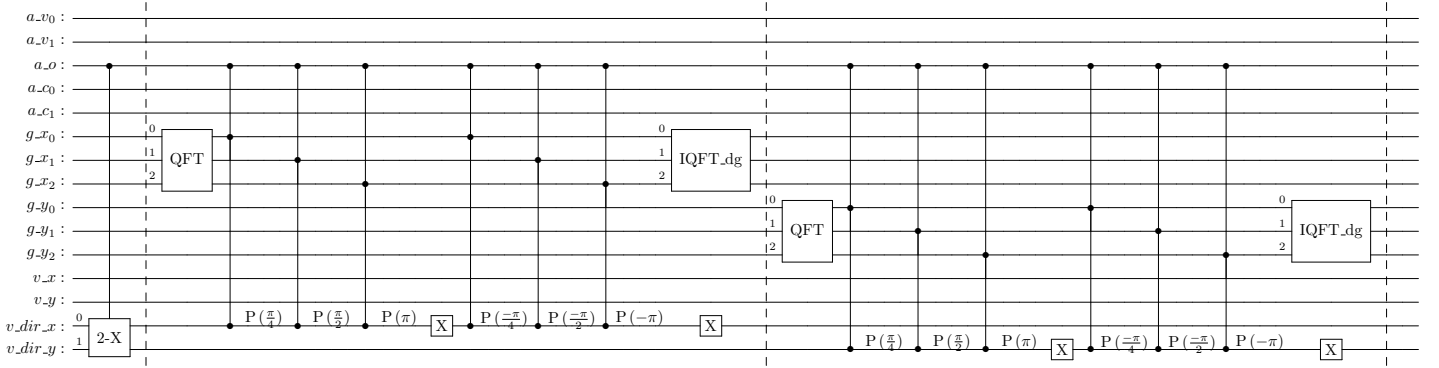 a_v₀ :
a_v₁ :
a_o :
a_c₀ :
a_c₁ :
g_x₀ : 0
g_x₁ : 1 QFT 1 IQFT_dg
g_x₂ : 2 2
g_y₀ : 0 0
g_y₁ : 1 QFT 1 IQFT_dg
g_y₂ : 2 2
v_x :
v_y :
v_dir_x : 0 2-X P(π/4) P(π/2) P(π) X P(-π/4) P(-π/2) P(-π) X
v_dir_y : 1 P(π/4) P(π/2) P(π) X P(-π/4) P(-π/2) P(-π) X